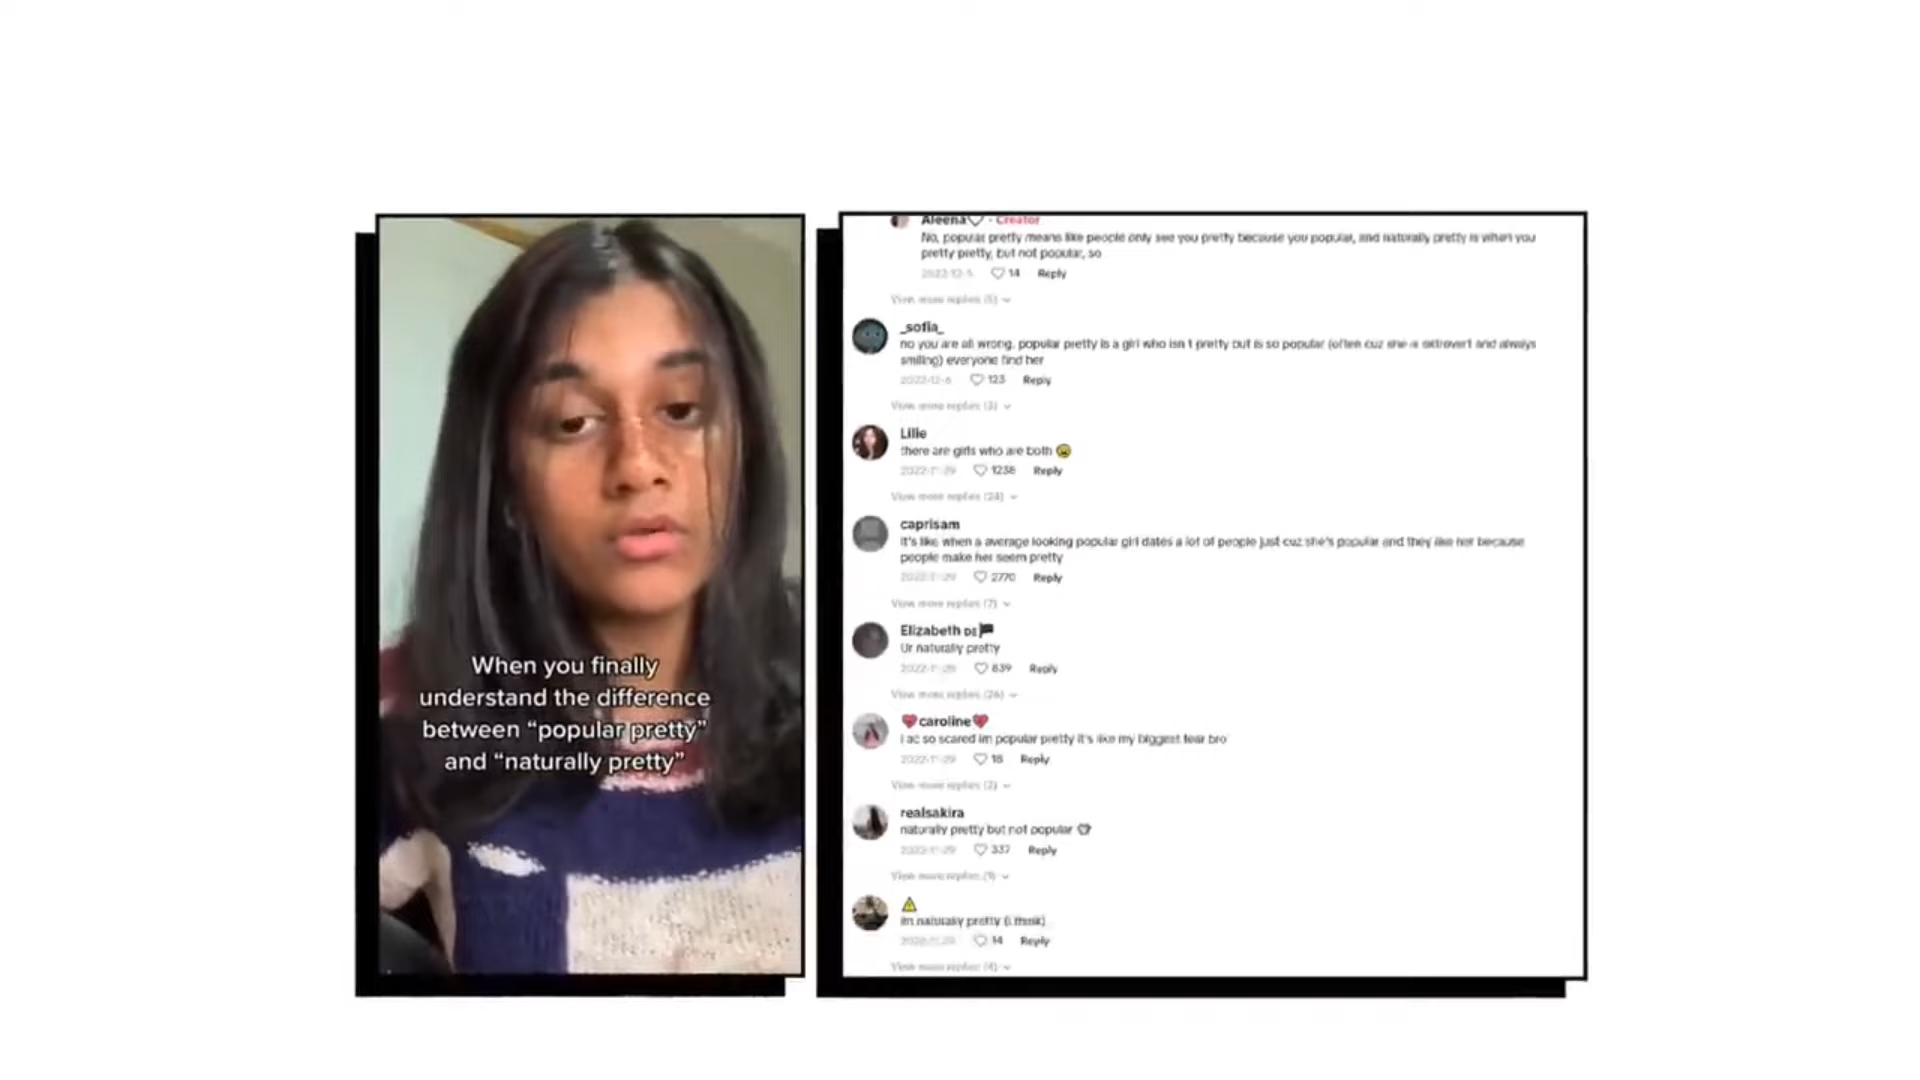 When you finally
understand the difference
between “popular pretty”
and “naturally pretty”
Aleena♡ · Creator
No, popular pretty means like people only see you pretty because you popular, and naturally pretty is when you
pretty pretty, but not popular, so
2022-12-5 14 Reply
View more replies (5)
_sofia_
no you are all wrong. popular pretty is a girl who isn't pretty but is so popular (often cuz she is extrovert and always
smiling) everyone find her
2022-12-6 123 Reply
View more replies (3)
Lilie
there are girls who are both 😫
2022-11-29 1238 Reply
View more replies (24)
caprisam
it's like when a average looking popular girl dates a lot of people just cuz she's popular and they like her because
people make her seem pretty
2022-11-29 2770 Reply
View more replies (7)
Elizabeth DE🏴
Ur naturally pretty
839 Reply
View more replies (26)
💗caroline💗
i ac so scared im popular pretty it's like my biggest fear bro
2022-11-29 18 Reply
View more replies (2)
realsakira
naturally pretty but not popular
2022-11-29 337 Reply
View more replies (1)
⚠
im naturally pretty (i think)
14 Reply
View more replies (4)